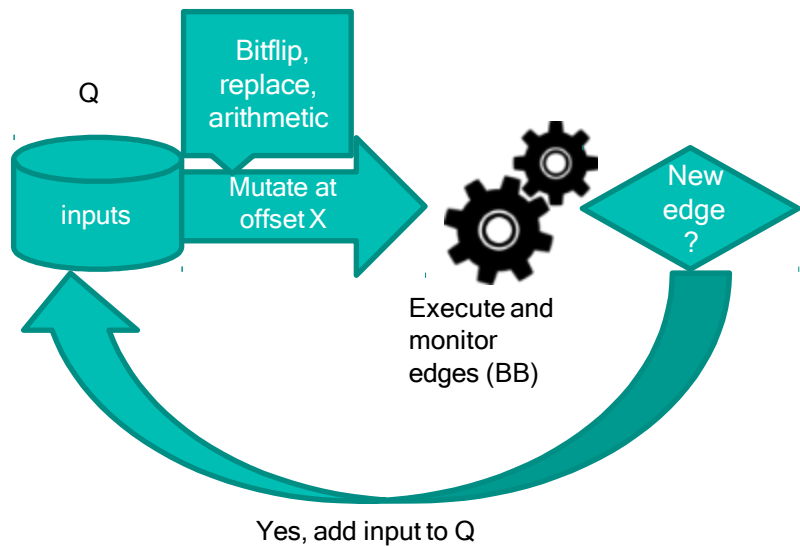 Q
Bitflip,
replace,
arithmetic
inputs
Mutate at
offset X
New
edge
?
Execute and
monitor
edges (BB)
Yes, add input to Q